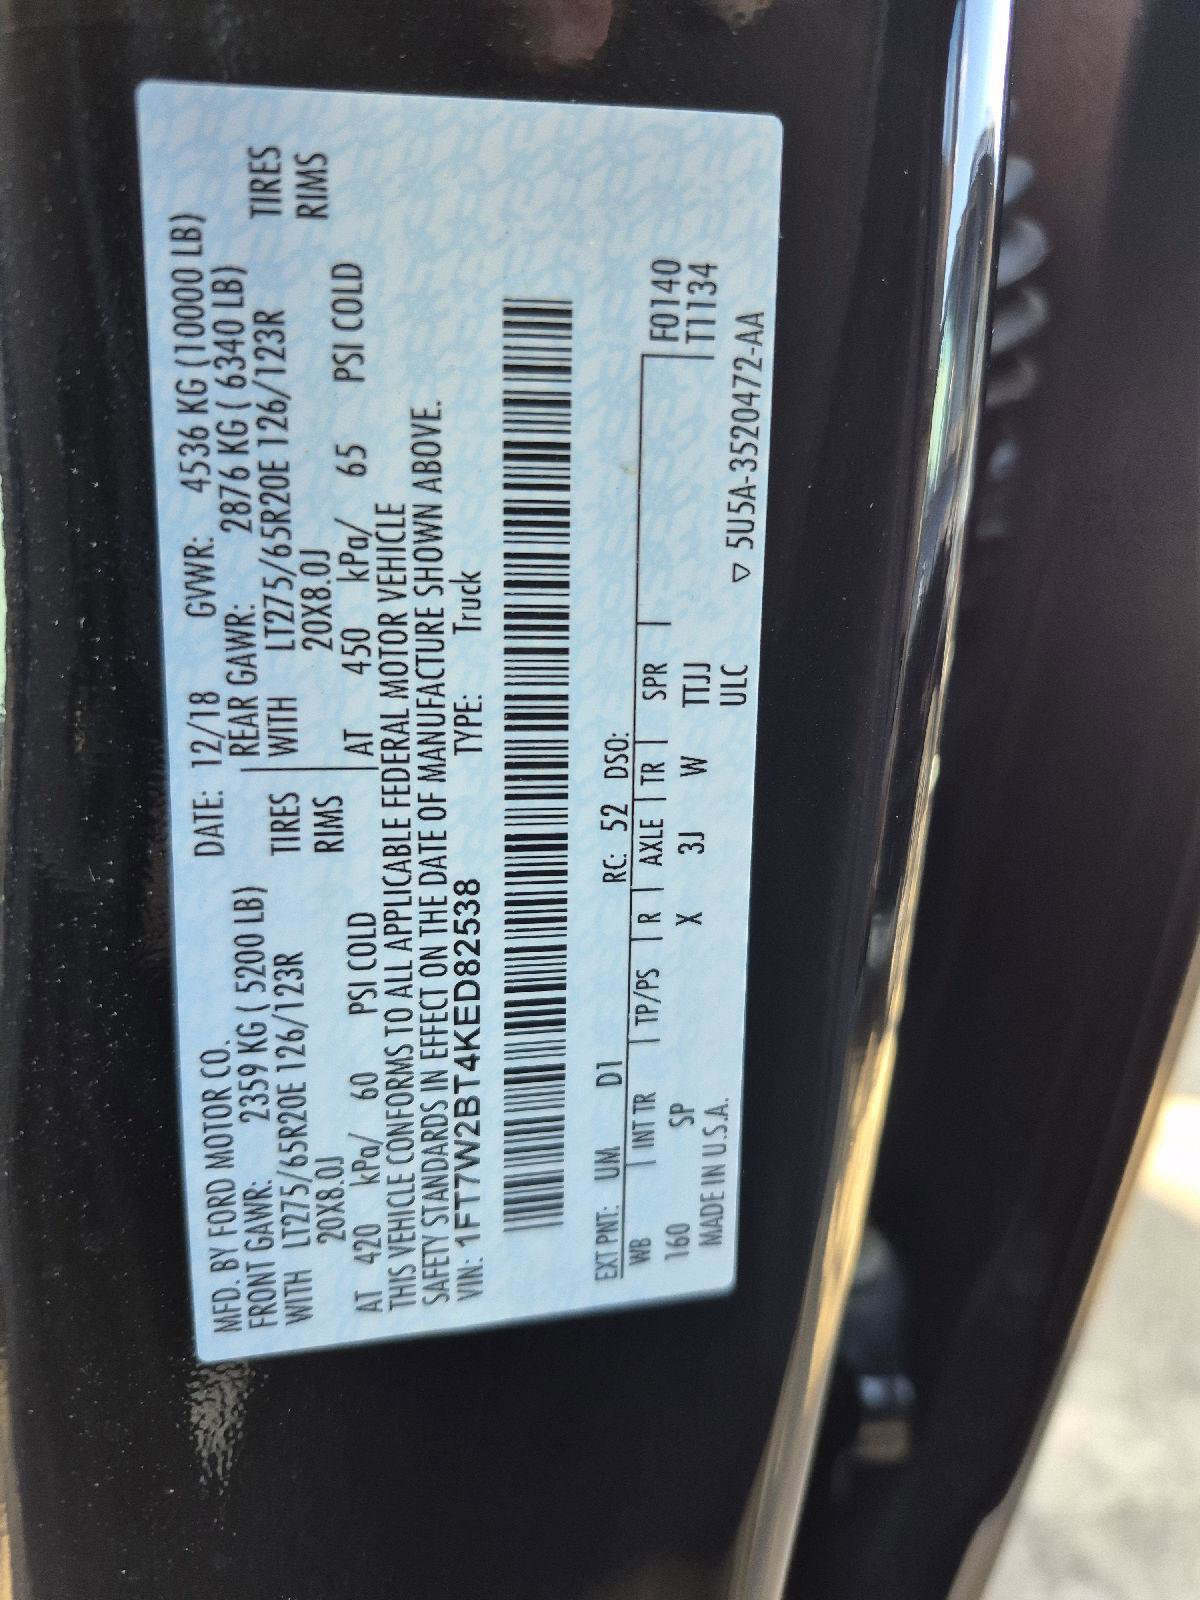 MFD. BY FORD MOTOR CO. DATE: 12/18 GVWR: 4536 KG (10000 LB)
FRONT GAWR: 2359 KG ( 5200 LB) REAR GAWR: 2876 KG ( 6340 LB)
WITH LT275/65R20E 126/123R TIRES WITH LT275/65R20E 126/123R TIRES
20X8.0J RIMS 20X8.0J RIMS
AT 420 kPa/ 60 PSI COLD AT 450 kPa/ 65 PSI COLD
THIS VEHICLE CONFORMS TO ALL APPLICABLE FEDERAL MOTOR VEHICLE
SAFETY STANDARDS IN EFFECT ON THE DATE OF MANUFACTURE SHOWN ABOVE.
VIN: 1FT7W2BT4KED82538 TYPE: Truck
EXT PNT: UM D1 RC: 52 DSO:
WB INT TR TP/PS R AXLE TR SPR F0140
160 SP X 3J W TTJJ T1134
MADE IN U.S.A. ULC ▽ 5U5A-3520472-AA